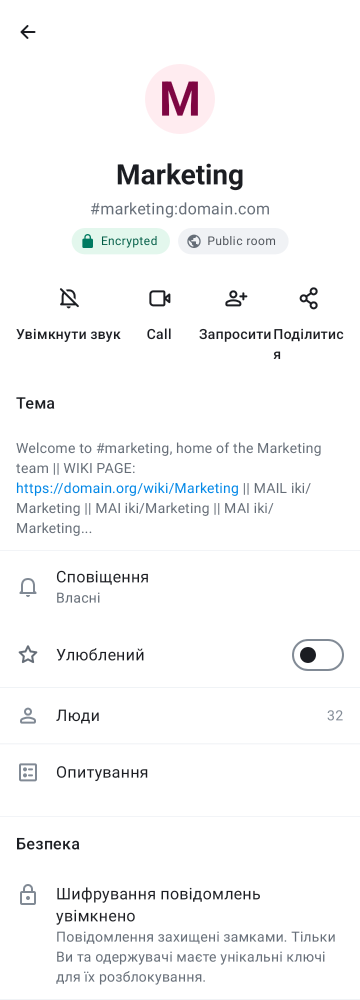 M
Marketing
#marketing:domain.com
Encrypted
Public room
Увімкнути звук
Call
Запросити
Поділитис
я
Тема
Welcome to #marketing, home of the Marketing
team || WIKI PAGE:
https://domain.org/wiki/Marketing || MAIL iki/
Marketing || MAI iki/Marketing || MAI iki/
Marketing...
Сповіщення
Власні
Улюблений
Люди
32
Опитування
Безпека
Шифрування повідомлень
увімкнено
Повідомлення захищені замками. Тільки
Ви та одержувачі маєте унікальні ключі
для їх розблокування.